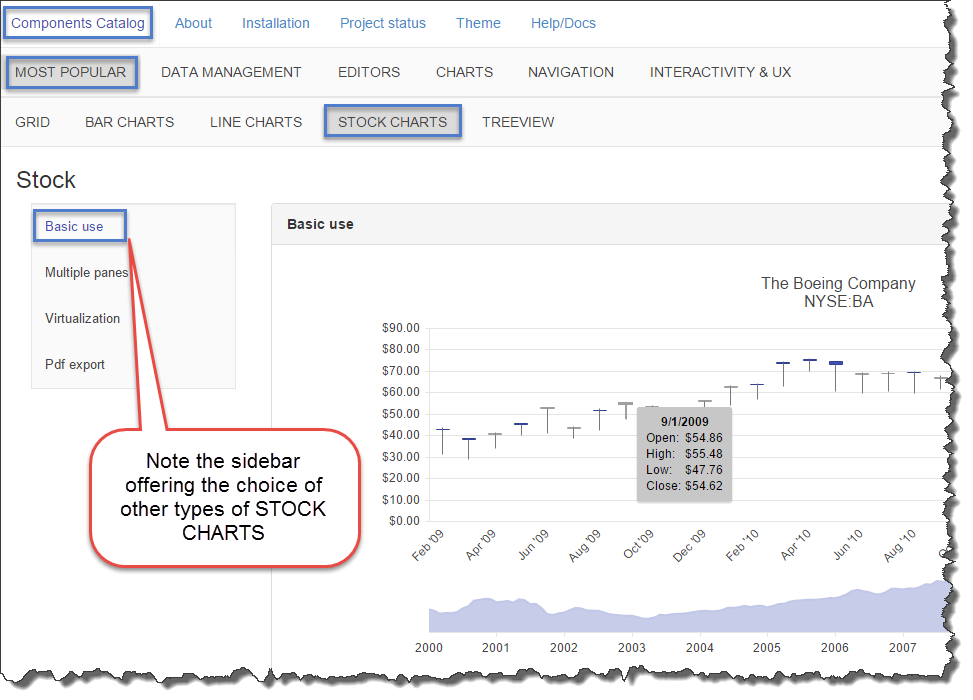 Components Catalog About Installation Project status Theme Help/Docs
MOST POPULAR DATA MANAGEMENT EDITORS CHARTS NAVIGATION INTERACTIVITY & UX
GRID BAR CHARTS LINE CHARTS STOCK CHARTS TREEVIEW
Stock
Basic use
Multiple panes
Virtualization
Pdf export
Note the sidebar
offering the choice of
other types of STOCK
CHARTS
Basic use
The Boeing Company
NYSE:BA
$90.00
$80.00
$70.00
$60.00
$50.00
$40.00
$30.00
$20.00
$10.00
$0.00
9/1/2009
Open: $54.86
High: $55.48
Low: $47.76
Close: $54.62
Feb '09 Apr '09 Jun '09 Aug '09 Oct '09 Dec '09 Feb '10 Apr '10 Jun '10 Aug '10
2000 2001 2002 2003 2004 2005 2006 2007